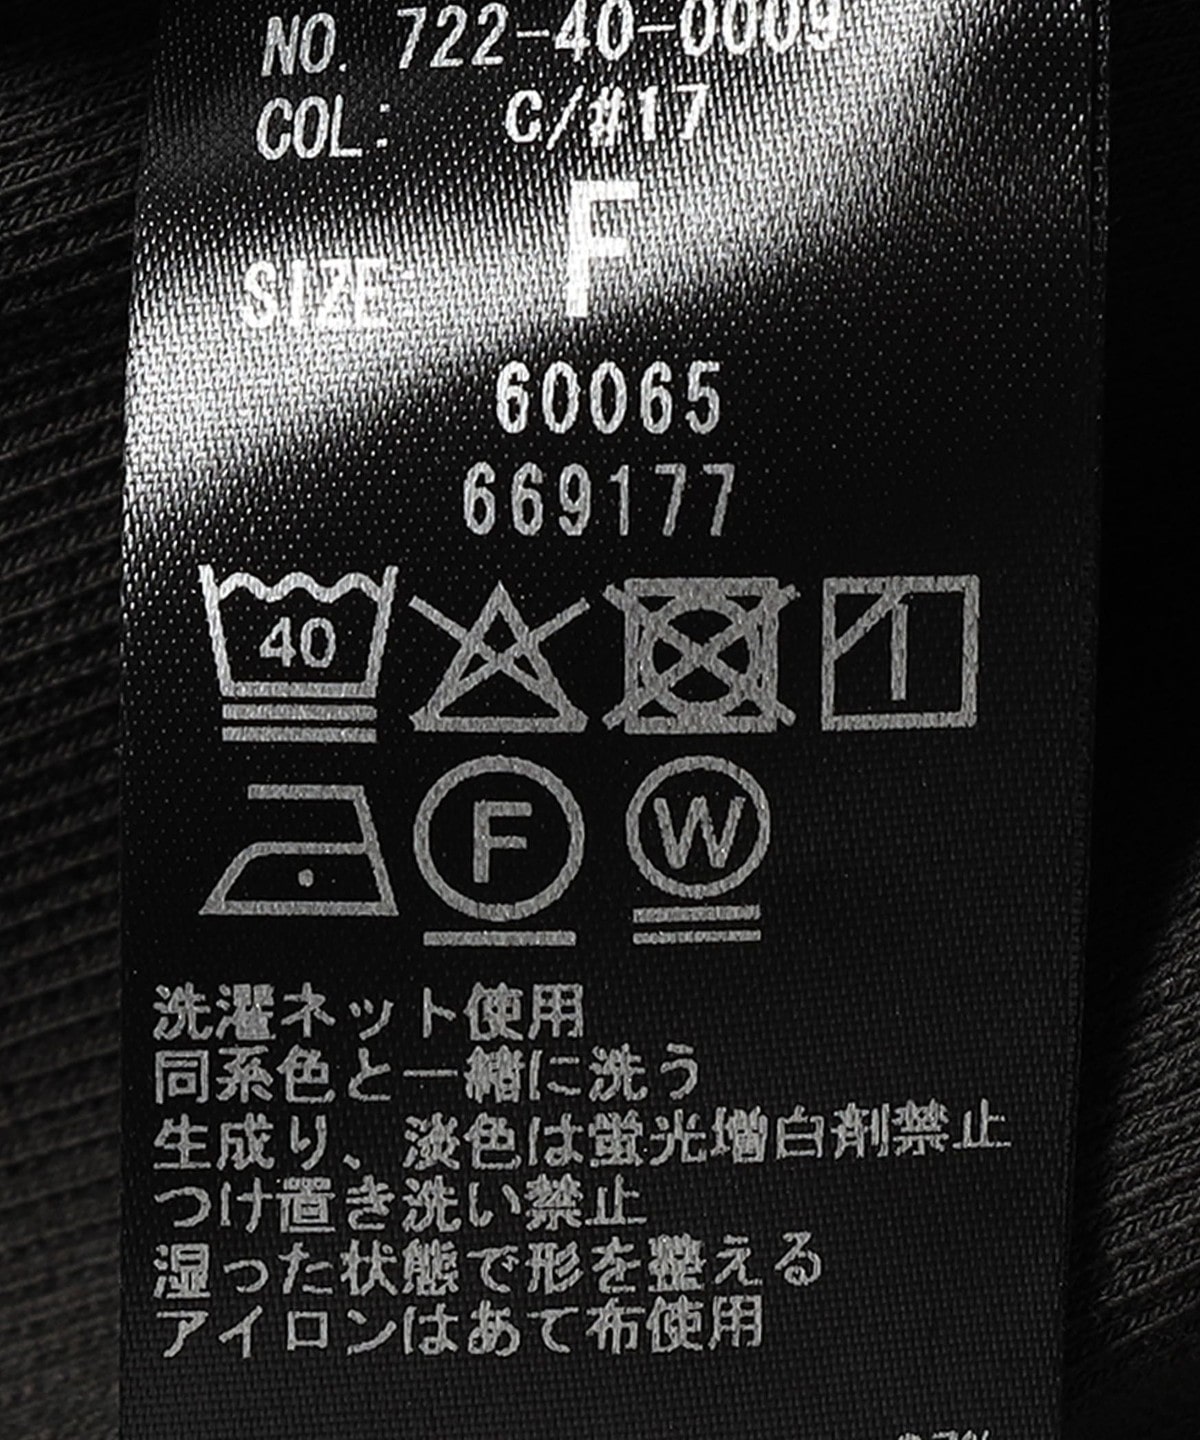 NO. 722-40-0009
COL: C/#17
SIZE: F
60065
669177
40
F
W
洗濯ネット使用
同系色と一緒に洗う
生成り、淡色は蛍光増白剤禁止
つけ置き洗い禁止
湿った状態で形を整える
アイロンはあて布使用